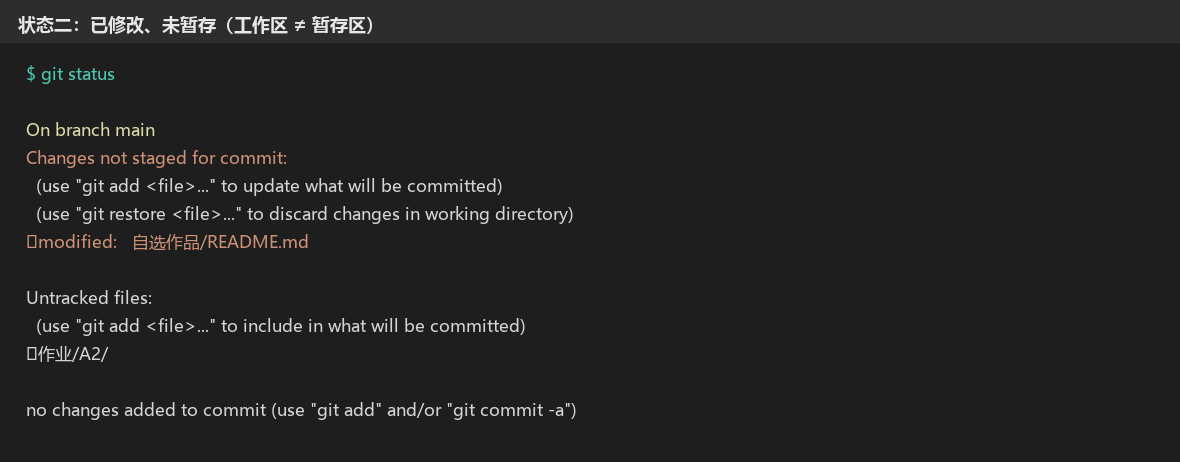 状态二：已修改、未暂存（工作区 ≠ 暂存区）
$ git status
On branch main
Changes not staged for commit:
(use "git add <file>..." to update what will be committed)
(use "git restore <file>..." to discard changes in working directory)
modified: 自选作品/README.md
Untracked files:
(use "git add <file>..." to include in what will be committed)
作业/A2/
no changes added to commit (use "git add" and/or "git commit -a")